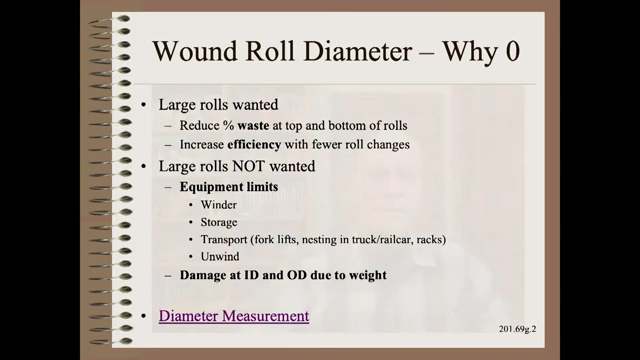 Wound Roll Diameter – Why 0
• Large rolls wanted
– Reduce % waste at top and bottom of rolls
– Increase efficiency with fewer roll changes
• Large rolls NOT wanted
– Equipment limits
• Winder
• Storage
• Transport (fork lifts, nesting in truck/railcar, racks)
• Unwind
– Damage at ID and OD due to weight
• Diameter Measurement
201.69g.2